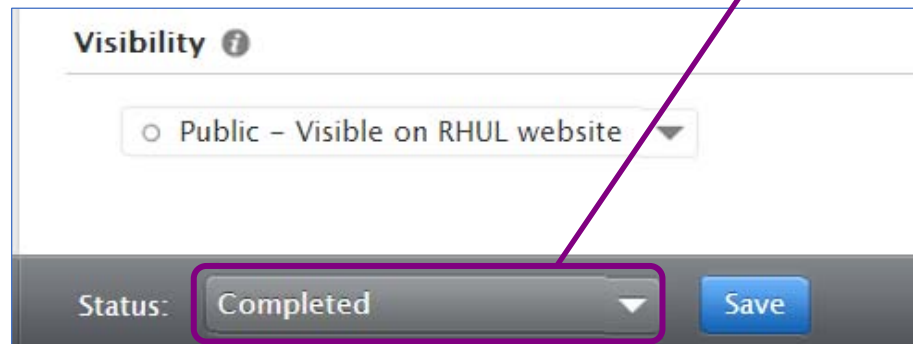 Visibility
Public – Visible on RHUL website
Status: Completed Save